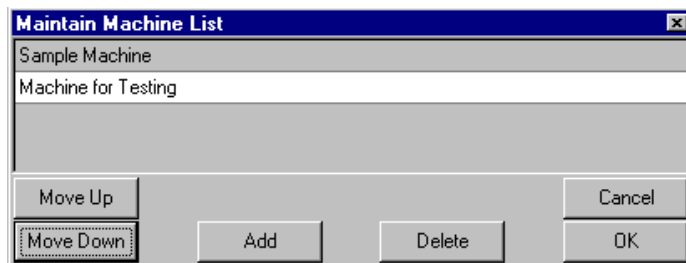 Maintain Machine List
Sample Machine
Machine for Testing
Move Up
Cancel
Move Down
Add
Delete
OK